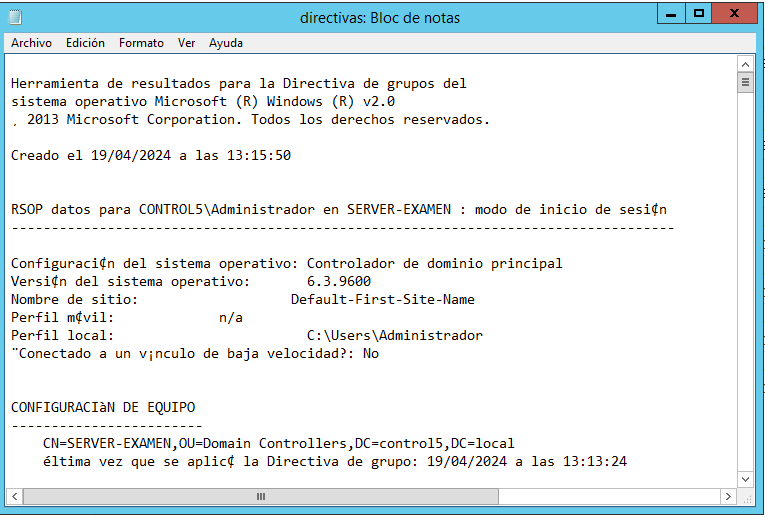 directivas: Bloc de notas
Archivo Edición Formato Ver Ayuda
Herramienta de resultados para la Directiva de grupos del
sistema operativo Microsoft (R) Windows (R) v2.0
¸ 2013 Microsoft Corporation. Todos los derechos reservados.
Creado el 19/04/2024 a las 13:15:50
RSOP datos para CONTROL5\Administrador en SERVER-EXAMEN : modo de inicio de sesi¢n
-----------------------------------------------------------------------------------
Configuraci¢n del sistema operativo: Controlador de dominio principal
Versi¢n del sistema operativo: 6.3.9600
Nombre de sitio: Default-First-Site-Name
Perfil m¢vil: n/a
Perfil local: C:\Users\Administrador
¨Conectado a un v¡nculo de baja velocidad?: No
CONFIGURACIàN DE EQUIPO
------------------------
CN=SERVER-EXAMEN,OU=Domain Controllers,DC=control5,DC=local
éltima vez que se aplic¢ la Directiva de grupo: 19/04/2024 a las 13:13:24